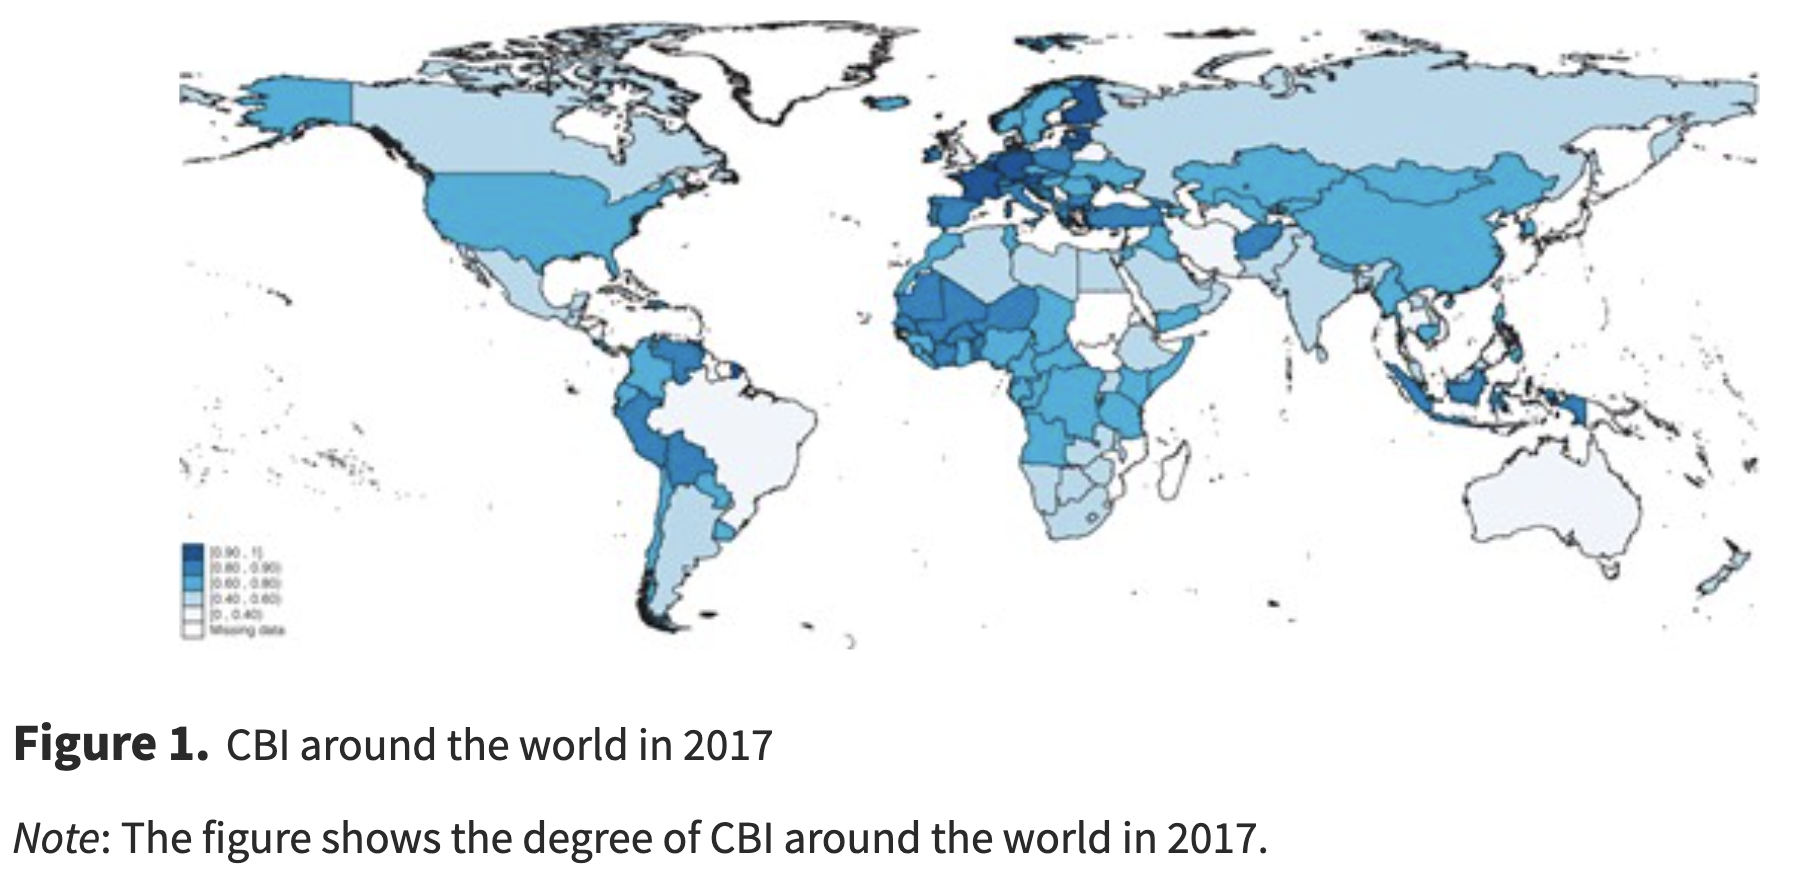 [0.90 , 1]
[0.80 , 0.90)
[0.60 , 0.80)
[0.40 , 0.60)
[0 , 0.40)
Missing data
Figure 1. CBI around the world in 2017
Note: The figure shows the degree of CBI around the world in 2017.